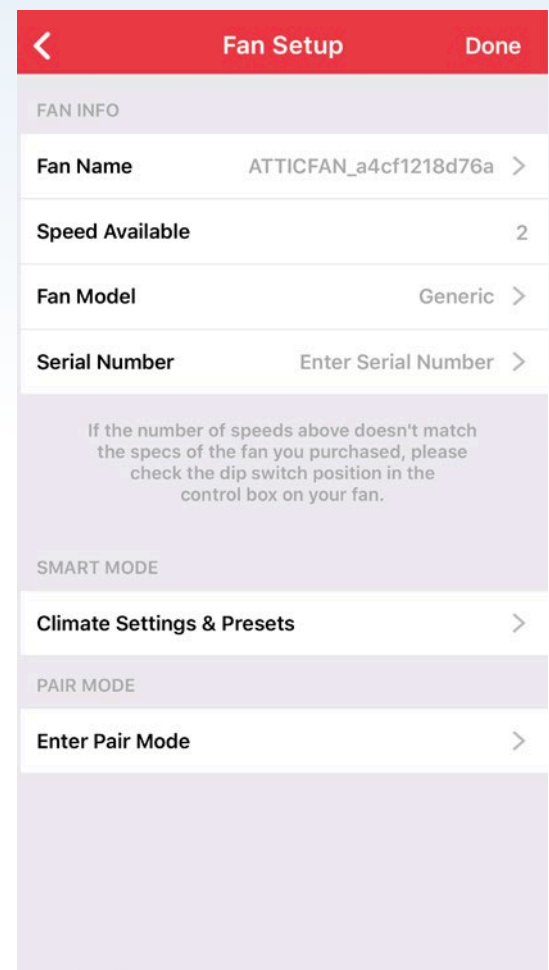 Fan Setup Done
FAN INFO
Fan Name ATTICFAN_a4cf1218d76a
Speed Available 2
Fan Model Generic
Serial Number Enter Serial Number
If the number of speeds above doesn't match
the specs of the fan you purchased, please
check the dip switch position in the
control box on your fan.
SMART MODE
Climate Settings & Presets
PAIR MODE
Enter Pair Mode